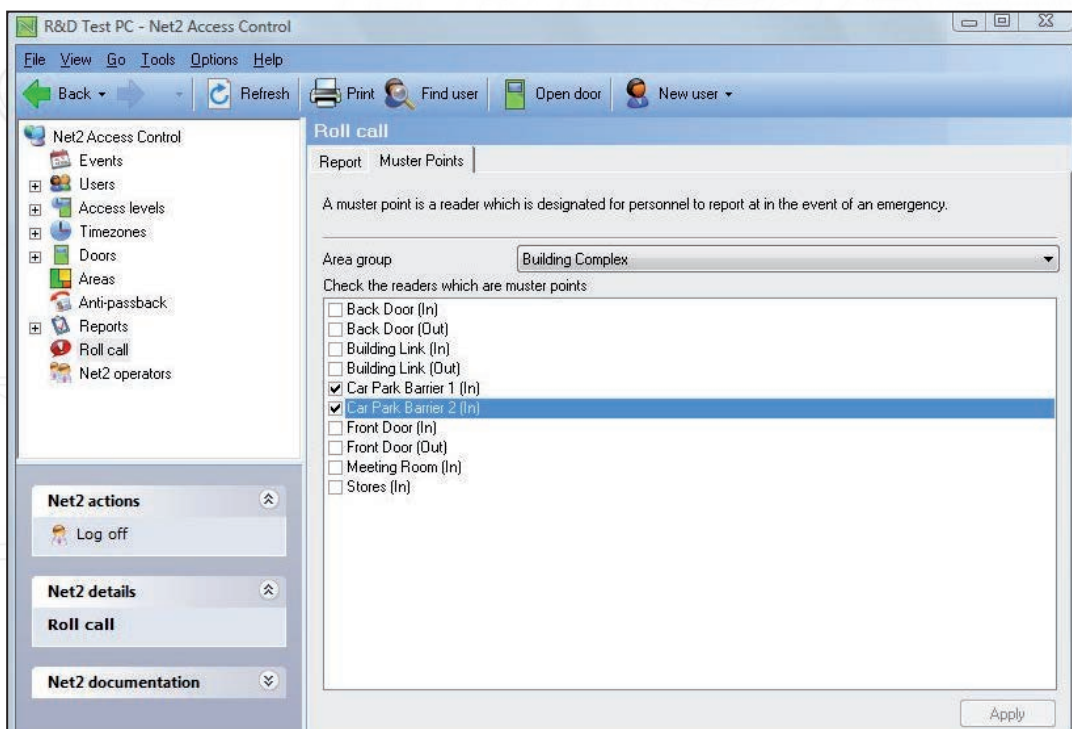 R&D Test PC - Net2 Access Control
File View Go Tools Options Help
Back Refresh Print Find user Open door New user
Net2 Access Control
Events
Users
Access levels
Timezones
Doors
Areas
Anti-passback
Reports
Roll call
Net2 operators
Net2 actions
Log off
Net2 details
Roll call
Net2 documentation
Roll call
Report Muster Points
A muster point is a reader which is designated for personnel to report at in the event of an emergency.
Area group Building Complex
Check the readers which are muster points
Back Door (In)
Back Door (Out)
Building Link (In)
Building Link (Out)
Car Park Barrier 1 (In)
Car Park Barrier 2 (In)
Front Door (In)
Front Door (Out)
Meeting Room (In)
Stores (In)
Apply